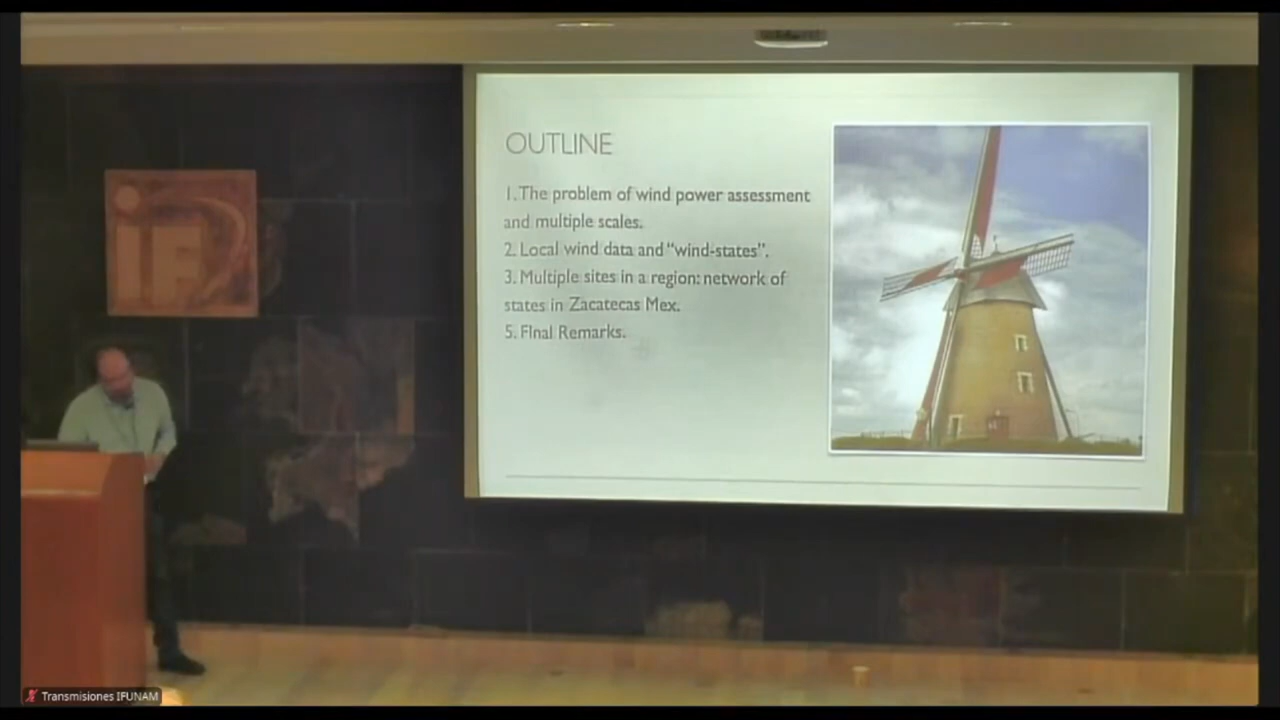 iF
OUTLINE
1. The problem of wind power assessment
and multiple scales.
2. Local wind data and “wind-states”.
3. Multiple sites in a region: network of
states in Zacatecas Mex.
5. FInal Remarks.
Transmisiones IFUNAM